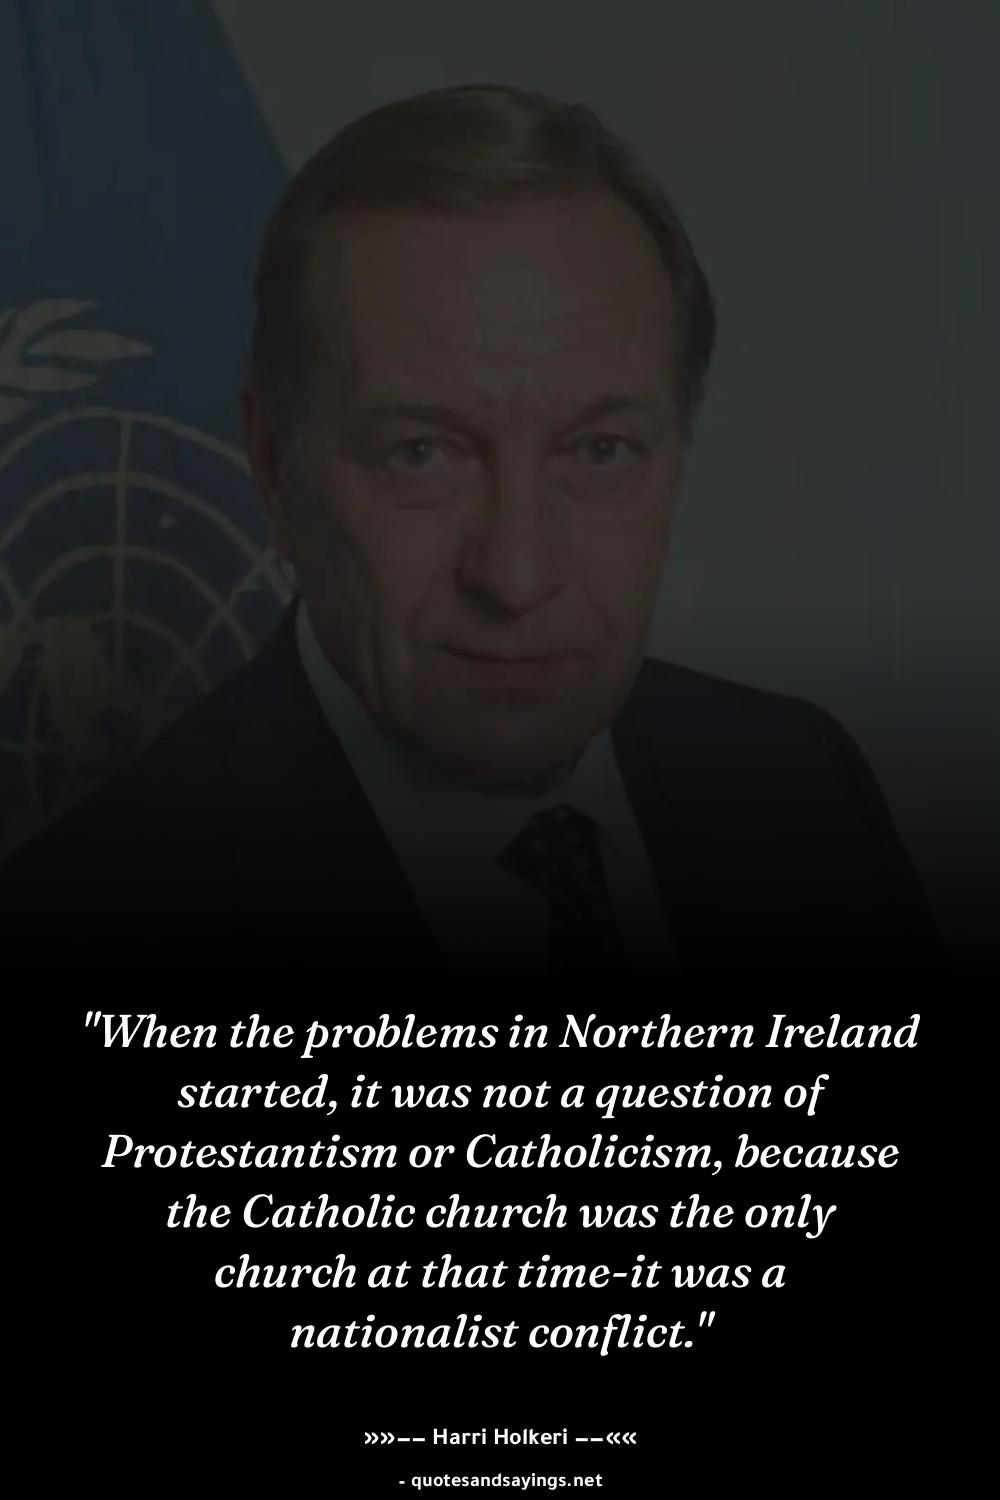 "When the problems in Northern Ireland
started, it was not a question of
Protestantism or Catholicism, because
the Catholic church was the only
church at that time-it was a
nationalist conflict."
»»−− Harri Holkeri −−««
- quotesandsayings.net